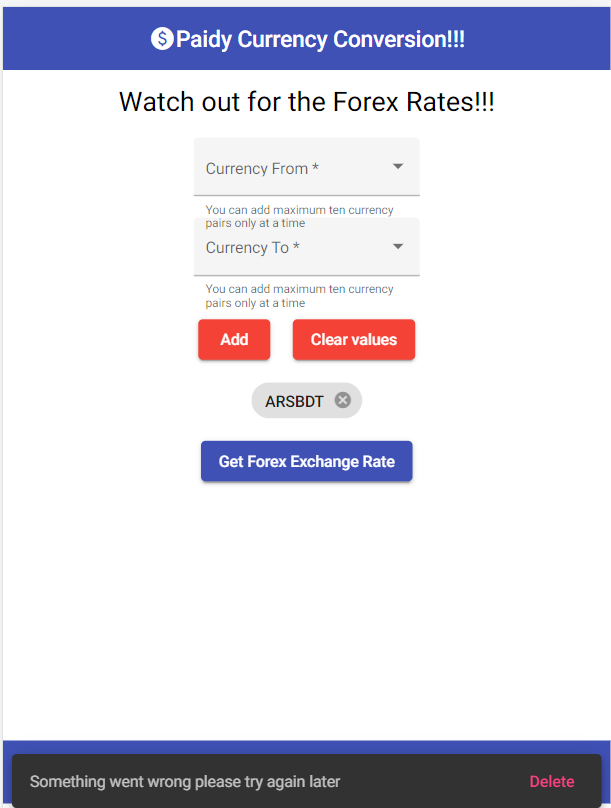 Paidy Currency Conversion!!!
Watch out for the Forex Rates!!!
Currency From *
You can add maximum ten currency
pairs only at a time
Currency To *
You can add maximum ten currency
pairs only at a time
Add Clear values
ARSBDT
Get Forex Exchange Rate
Something went wrong please try again later Delete